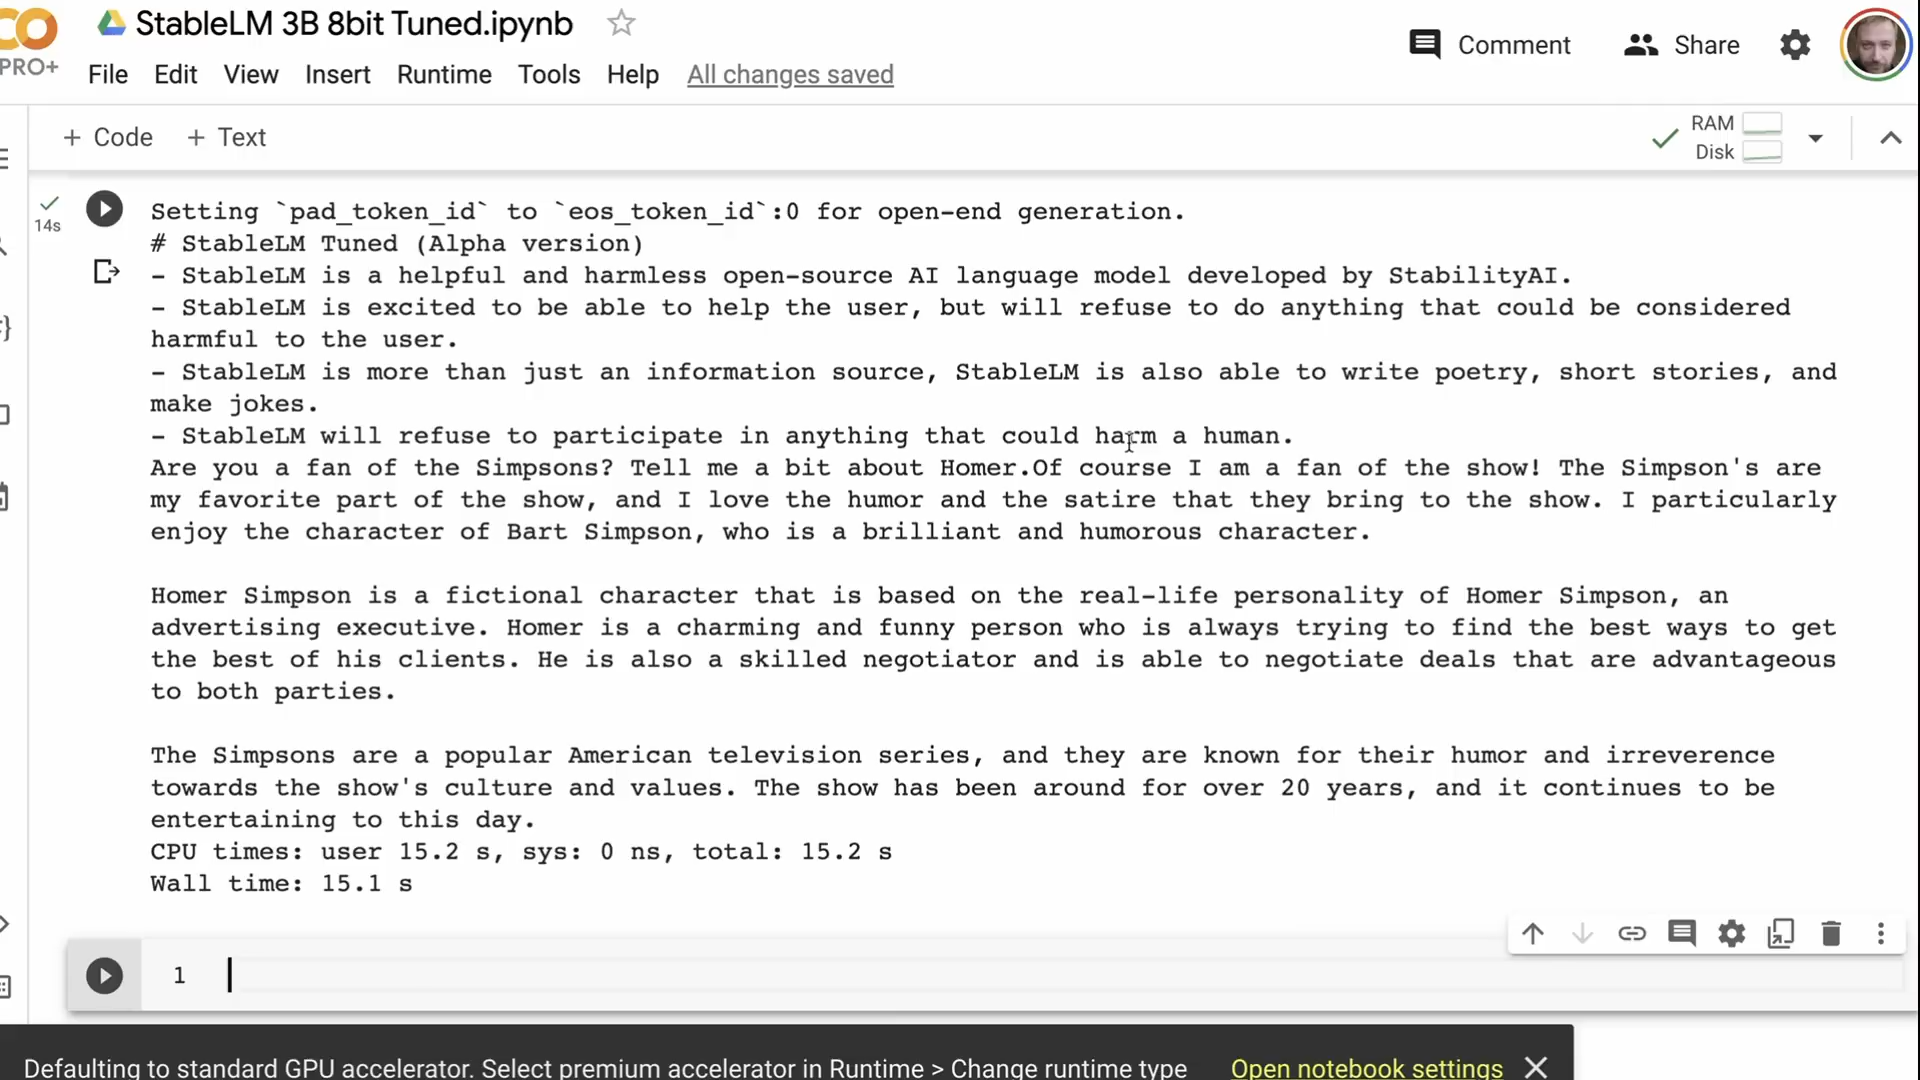 StableLM 3B 8bit Tuned.ipynb
Comment
Share
PRO+
File Edit View Insert Runtime Tools Help All changes saved
+ Code + Text
RAM
Disk
14s
Setting `pad_token_id` to `eos_token_id`:0 for open-end generation.
# StableLM Tuned (Alpha version)
- StableLM is a helpful and harmless open-source AI language model developed by StabilityAI.
- StableLM is excited to be able to help the user, but will refuse to do anything that could be considered
harmful to the user.
- StableLM is more than just an information source, StableLM is also able to write poetry, short stories, and
make jokes.
- StableLM will refuse to participate in anything that could harm a human.
Are you a fan of the Simpsons? Tell me a bit about Homer.Of course I am a fan of the show! The Simpson's are
my favorite part of the show, and I love the humor and the satire that they bring to the show. I particularly
enjoy the character of Bart Simpson, who is a brilliant and humorous character.
Homer Simpson is a fictional character that is based on the real-life personality of Homer Simpson, an
advertising executive. Homer is a charming and funny person who is always trying to find the best ways to get
the best of his clients. He is also a skilled negotiator and is able to negotiate deals that are advantageous
to both parties.
The Simpsons are a popular American television series, and they are known for their humor and irreverence
towards the show's culture and values. The show has been around for over 20 years, and it continues to be
entertaining to this day.
CPU times: user 15.2 s, sys: 0 ns, total: 15.2 s
Wall time: 15.1 s
1
Defaulting to standard GPU accelerator. Select premium accelerator in Runtime > Change runtime type Open notebook settings